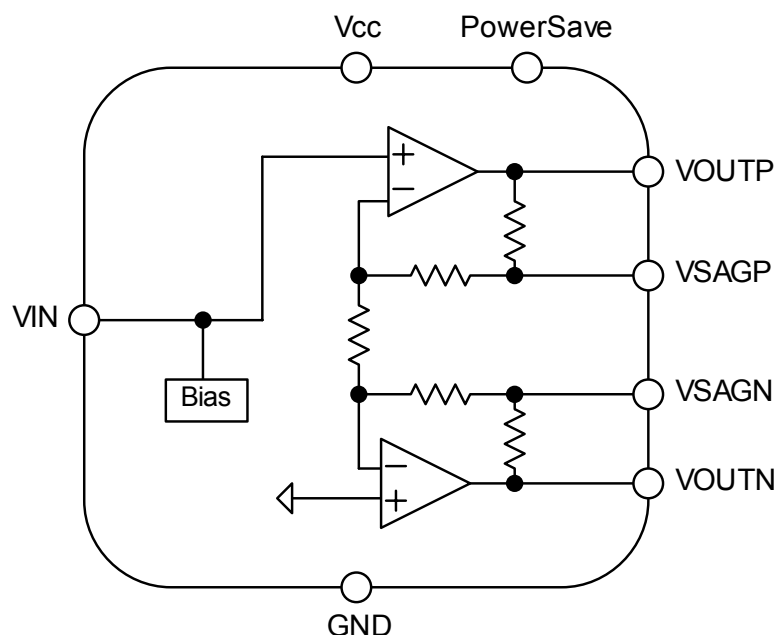 Vcc
PowerSave
+
−
VOUTP
VSAGP
VIN
Bias
VSAGN
−
+
VOUTN
GND